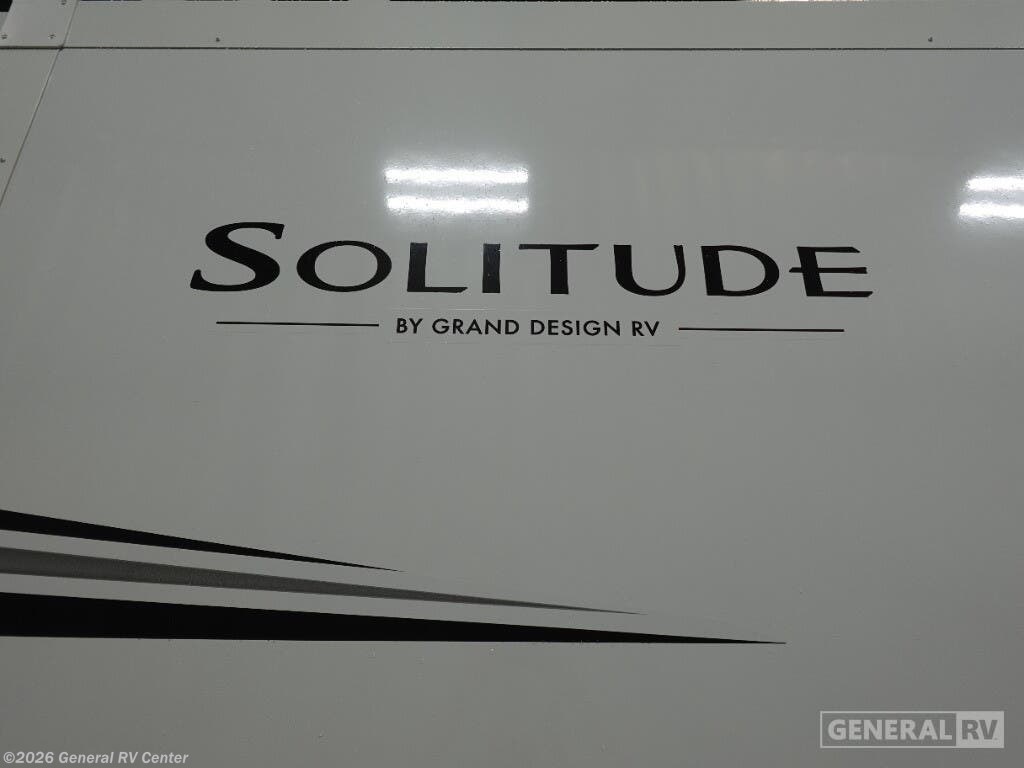 SOLITUDE
BY GRAND DESIGN RV
GENERAL RV
©2026 General RV Center